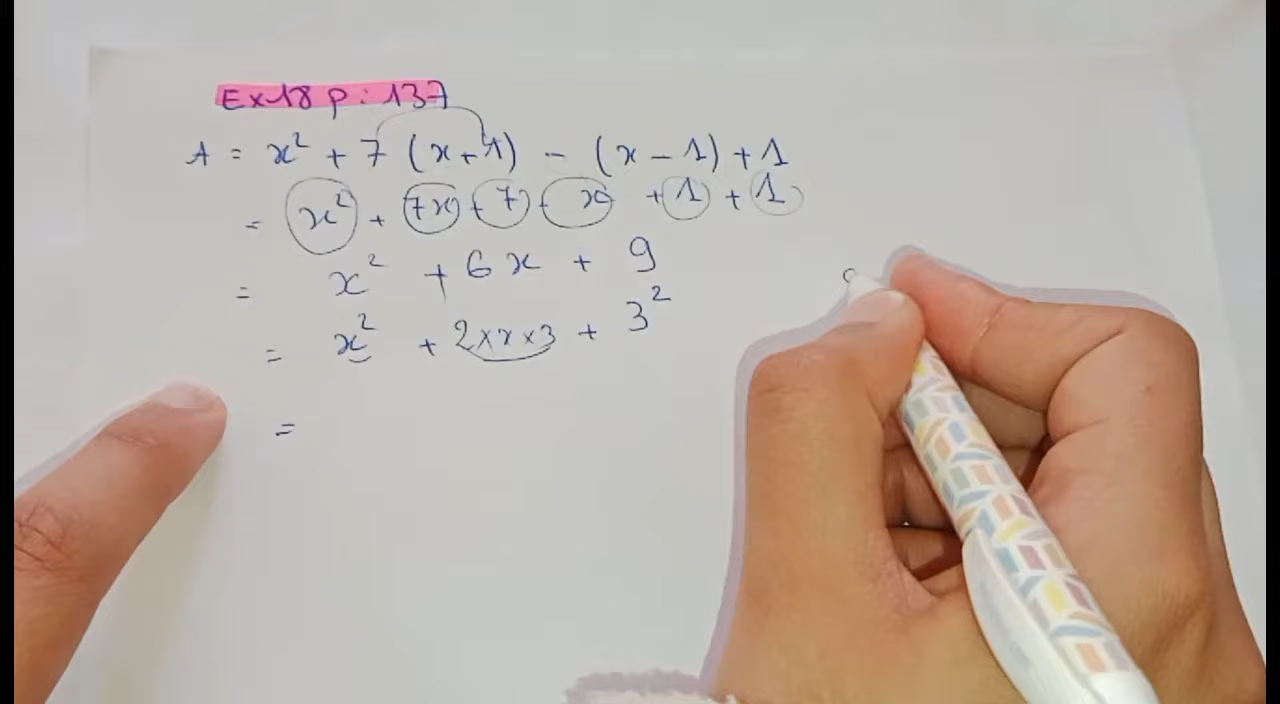 Ex18 p: 137
A = x² + 7 (x+1) - (x - 1) + 1
= x² + 7x + 7 - x + 1 + 1
= x² + 6x + 9
= x² + 2×x×3 + 3²
=